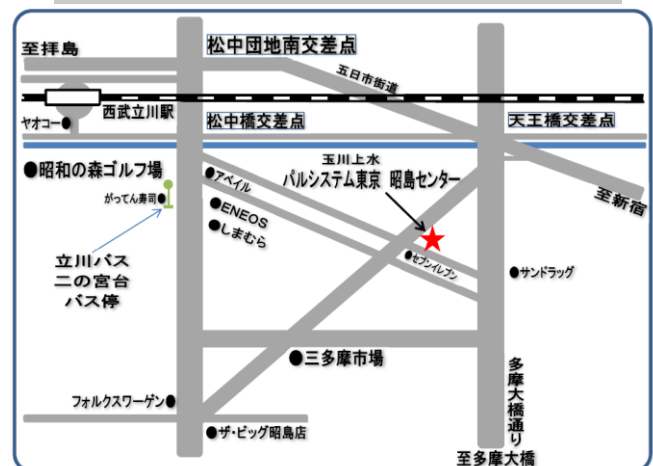 至拝島
松中団地南交差点
五日市街道
西武立川駅
ヤオコー●
松中橋交差点
天王橋交差点
玉川上水
●昭和の森ゴルフ場
●アベイル
パルシステム東京 昭島センター
がってん寿司●
●ENEOS
●しまむら
至新宿
立川バス
二の宮台
バス停
●セブンイレブン
●サンドラッグ
●三多摩市場
多摩大橋通り
フォルクスワーゲン●
●ザ・ビッグ昭島店
至多摩大橋